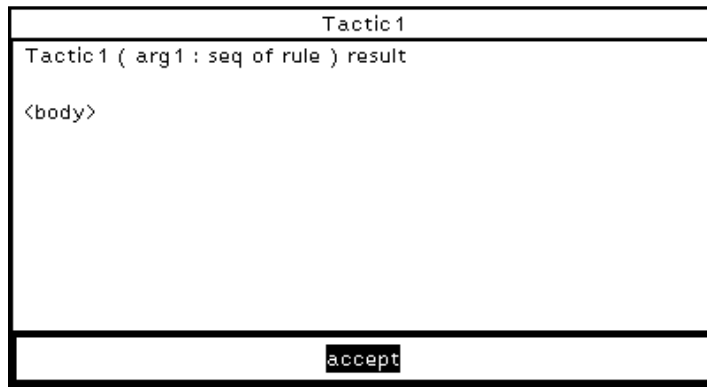 Tactic1
Tactic1 ( arg1 : seq of rule ) result
<body>
accept